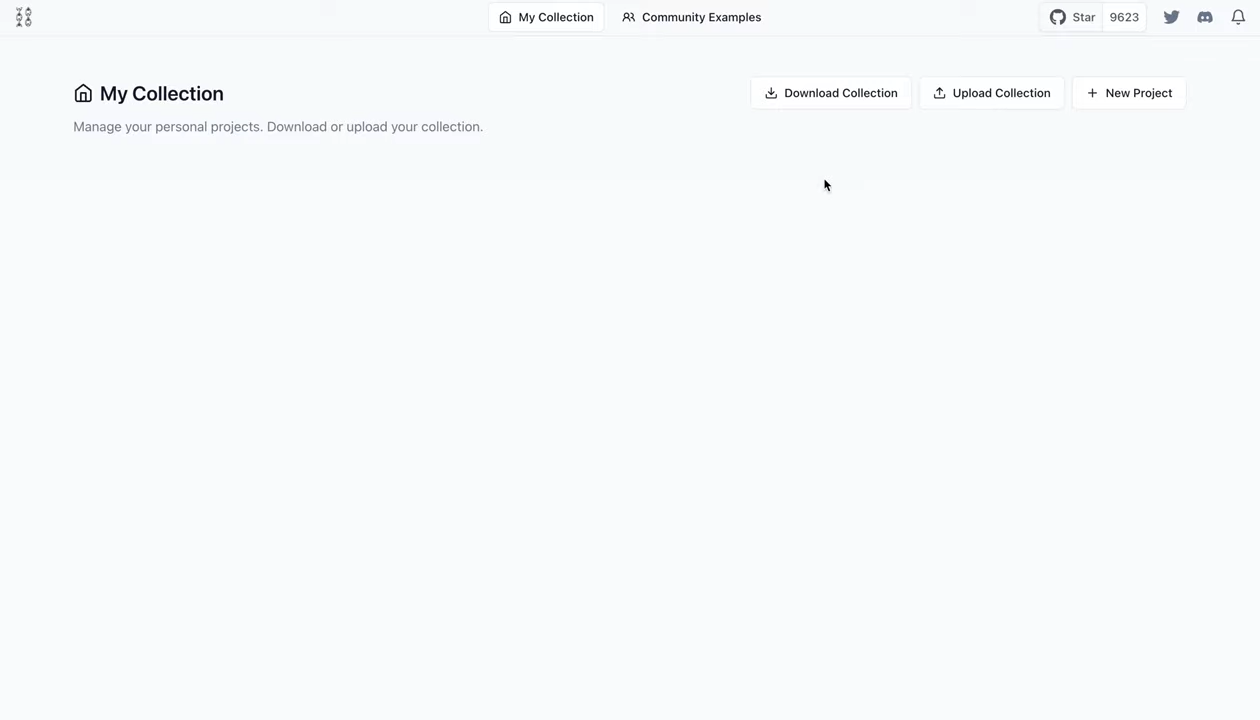 My Collection
Community Examples
Star 9623
My Collection
Download Collection
Upload Collection
New Project
Manage your personal projects. Download or upload your collection.